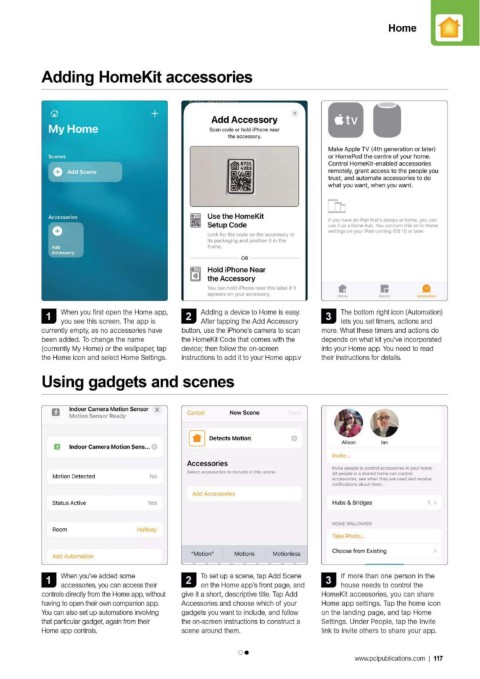 Home
Adding HomeKit accessories
My Home
Scenes
Add Scene
Accessories
Add
Accessory
Add Accessory
Scan code or hold iPhone near
the accessory.
Use the HomeKit
Setup Code
Look for the code on the accessory or
its packaging and position it in the
frame.
OR
Hold iPhone Near
the Accessory
You can hold iPhone near this label if it
appears on your accessory.
tv
Make Apple TV (4th generation or later)
or HomePod the centre of your home.
Control HomeKit-enabled accessories
remotely, grant access to the people you
trust, and automate accessories to do
what you want, when you want.
If you have an iPad that's always at home, you can
use it as a home hub. You can turn this on in Home
settings on your iPad running iOS 10 or later.
Home
Rooms
Automation
1 When you first open the Home app,
you see this screen. The app is
currently empty, as no accessories have
been added. To change the name
(currently My Home) or the wallpaper, tap
the Home icon and select Home Settings.
2 Adding a device to Home is easy.
After tapping the Add Accessory
button, use the iPhone's camera to scan
the HomeKit Code that comes with the
device; then follow the on-screen
instructions to add it to your Home app.v
3 The bottom right icon (Automation)
lets you set timers, actions and
more. What these timers and actions do
depends on what kit you've incorporated
into your Home app. You need to read
their instructions for details.
Using gadgets and scenes
Indoor Camera Motion Sensor
Motion Sensor Ready
Indoor Camera Motion Sens...
Motion Detected No
Status Active Yes
Room Hallway
Add Automation
Cancel New Scene Done
Detects Motion
Accessories
Select accessories to include in this scene.
Add Accessories
"Motion" Motions Motionless
Alison Ian
Invite...
Invite people to control accessories in your home.
All people in a shared home can control
accessories, see when they are used and receive
notifications about them.
Hubs & Bridges 1
HOME WALLPAPER
Take Photo...
Choose from Existing
1 When you've added some
accessories, you can access their
controls directly from the Home app, without
having to open their own companion app.
You can also set up automations involving
that particular gadget, again from their
Home app controls.
2 To set up a scene, tap Add Scene
on the Home app's front page, and
give it a short, descriptive title. Tap Add
Accessories and choose which of your
gadgets you want to include, and follow
the on-screen instructions to construct a
scene around them.
3 If more than one person in the
house needs to control the
HomeKit accessories, you can share
Home app settings. Tap the home icon
on the landing page, and tap Home
Settings. Under People, tap the Invite
link to invite others to share your app.
www.pclpublications.com | 117